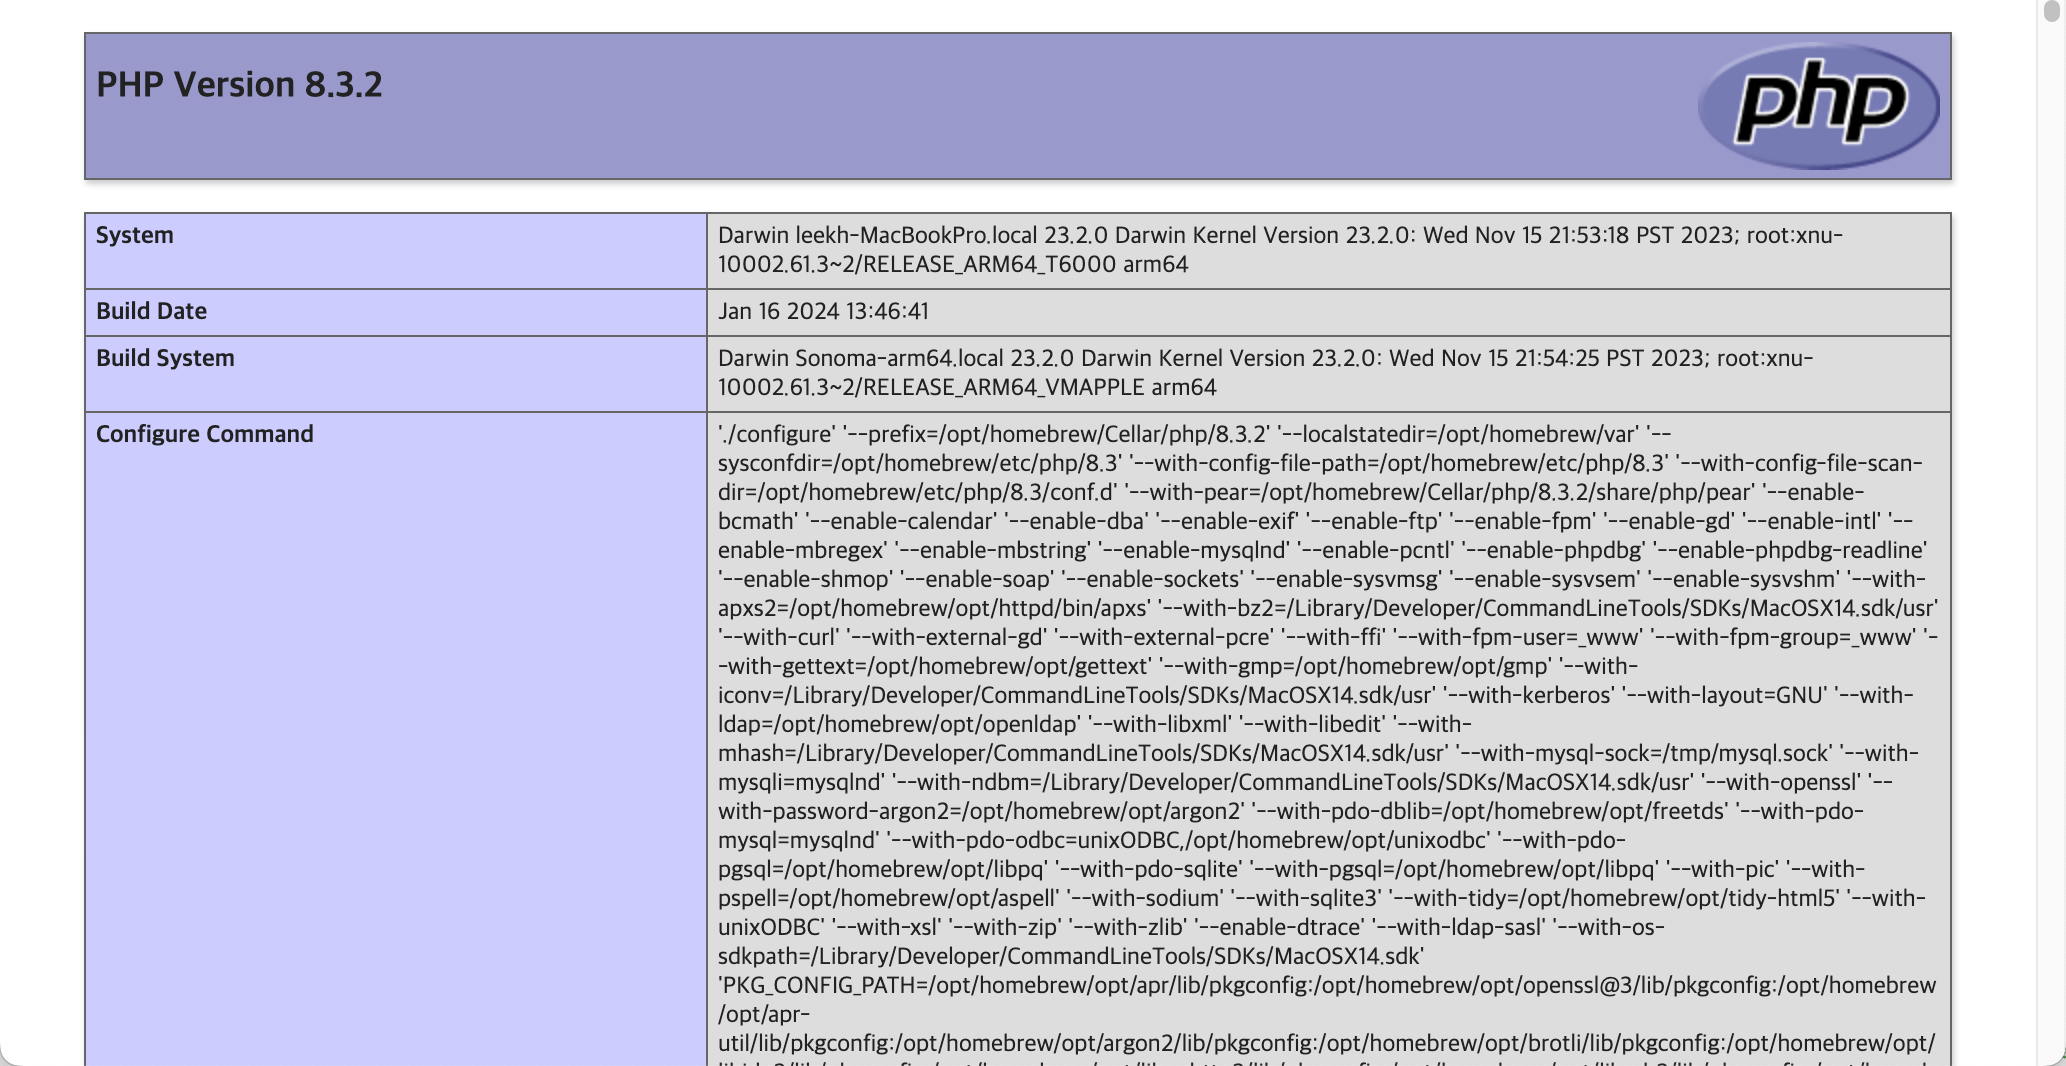 PHP Version 8.3.2
php
System
Darwin leekh-MacBookPro.local 23.2.0 Darwin Kernel Version 23.2.0: Wed Nov 15 21:53:18 PST 2023; root:xnu-
10002.61.3~2/RELEASE_ARM64_T6000 arm64
Build Date
Jan 16 2024 13:46:41
Build System
Darwin Sonoma-arm64.local 23.2.0 Darwin Kernel Version 23.2.0: Wed Nov 15 21:54:25 PST 2023; root:xnu-
10002.61.3~2/RELEASE_ARM64_VMAPPLE arm64
Configure Command
'./configure' '--prefix=/opt/homebrew/Cellar/php/8.3.2' '--localstatedir=/opt/homebrew/var' '--
sysconfdir=/opt/homebrew/etc/php/8.3' '--with-config-file-path=/opt/homebrew/etc/php/8.3' '--with-config-file-scan-
dir=/opt/homebrew/etc/php/8.3/conf.d' '--with-pear=/opt/homebrew/Cellar/php/8.3.2/share/php/pear' '--enable-
bcmath' '--enable-calendar' '--enable-dba' '--enable-exif' '--enable-ftp' '--enable-fpm' '--enable-gd' '--enable-intl' '--
enable-mbregex' '--enable-mbstring' '--enable-mysqlnd' '--enable-pcntl' '--enable-phpdbg' '--enable-phpdbg-readline'
'--enable-shmop' '--enable-soap' '--enable-sockets' '--enable-sysvmsg' '--enable-sysvsem' '--enable-sysvshm' '--with-
apxs2=/opt/homebrew/opt/httpd/bin/apxs' '--with-bz2=/Library/Developer/CommandLineTools/SDKs/MacOSX14.sdk/usr'
'--with-curl' '--with-external-gd' '--with-external-pcre' '--with-ffi' '--with-fpm-user=_www' '--with-fpm-group=_www' '-
-with-gettext=/opt/homebrew/opt/gettext' '--with-gmp=/opt/homebrew/opt/gmp' '--with-
iconv=/Library/Developer/CommandLineTools/SDKs/MacOSX14.sdk/usr' '--with-kerberos' '--with-layout=GNU' '--with-
ldap=/opt/homebrew/opt/openldap' '--with-libxml' '--with-libedit' '--with-
mhash=/Library/Developer/CommandLineTools/SDKs/MacOSX14.sdk/usr' '--with-mysql-sock=/tmp/mysql.sock' '--with-
mysqli=mysqlnd' '--with-ndbm=/Library/Developer/CommandLineTools/SDKs/MacOSX14.sdk/usr' '--with-openssl' '--
with-password-argon2=/opt/homebrew/opt/argon2' '--with-pdo-dblib=/opt/homebrew/opt/freetds' '--with-pdo-
mysql=mysqlnd' '--with-pdo-odbc=unixODBC,/opt/homebrew/opt/unixodbc' '--with-pdo-
pgsql=/opt/homebrew/opt/libpq' '--with-pdo-sqlite' '--with-pgsql=/opt/homebrew/opt/libpq' '--with-pic' '--with-
pspell=/opt/homebrew/opt/aspell' '--with-sodium' '--with-sqlite3' '--with-tidy=/opt/homebrew/opt/tidy-html5' '--with-
unixODBC' '--with-xsl' '--with-zip' '--with-zlib' '--enable-dtrace' '--with-ldap-sasl' '--with-os-
sdkpath=/Library/Developer/CommandLineTools/SDKs/MacOSX14.sdk'
'PKG_CONFIG_PATH=/opt/homebrew/opt/apr/lib/pkgconfig:/opt/homebrew/opt/openssl@3/lib/pkgconfig:/opt/homebrew
/opt/apr-
util/lib/pkgconfig:/opt/homebrew/opt/argon2/lib/pkgconfig:/opt/homebrew/opt/brotli/lib/pkgconfig:/opt/homebrew/opt/